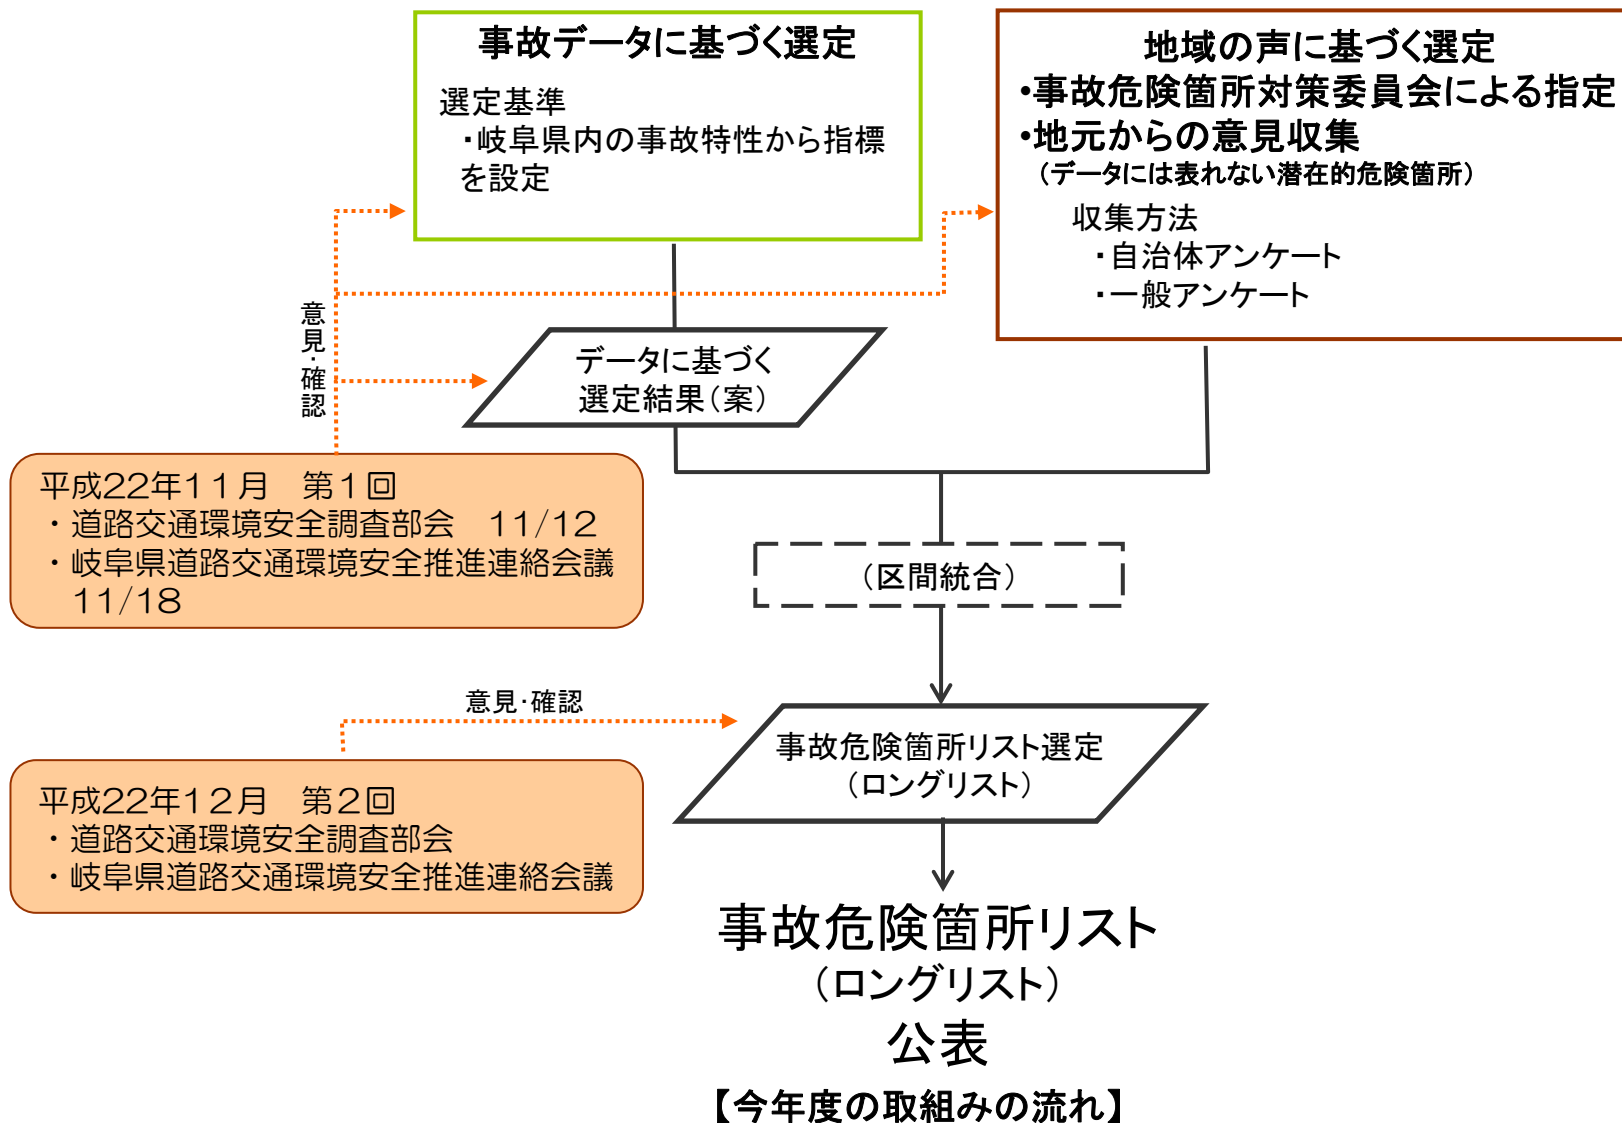 事故データに基づく選定
選定基準
・岐阜県内の事故特性から指標
を設定
地域の声に基づく選定
・事故危険箇所対策委員会による指定
・地元からの意見収集
（データには表れない潜在的危険箇所）
収集方法
・自治体アンケート
・一般アンケート
意見・確認
データに基づく
選定結果（案）
平成22年11月　第1回
・道路交通環境安全調査部会　11/12
・岐阜県道路交通環境安全推進連絡会議
11/18
（区間統合）
意見・確認
事故危険箇所リスト選定
（ロングリスト）
平成22年12月　第2回
・道路交通環境安全調査部会
・岐阜県道路交通環境安全推進連絡会議
事故危険箇所リスト
（ロングリスト）
公表
【今年度の取組みの流れ】